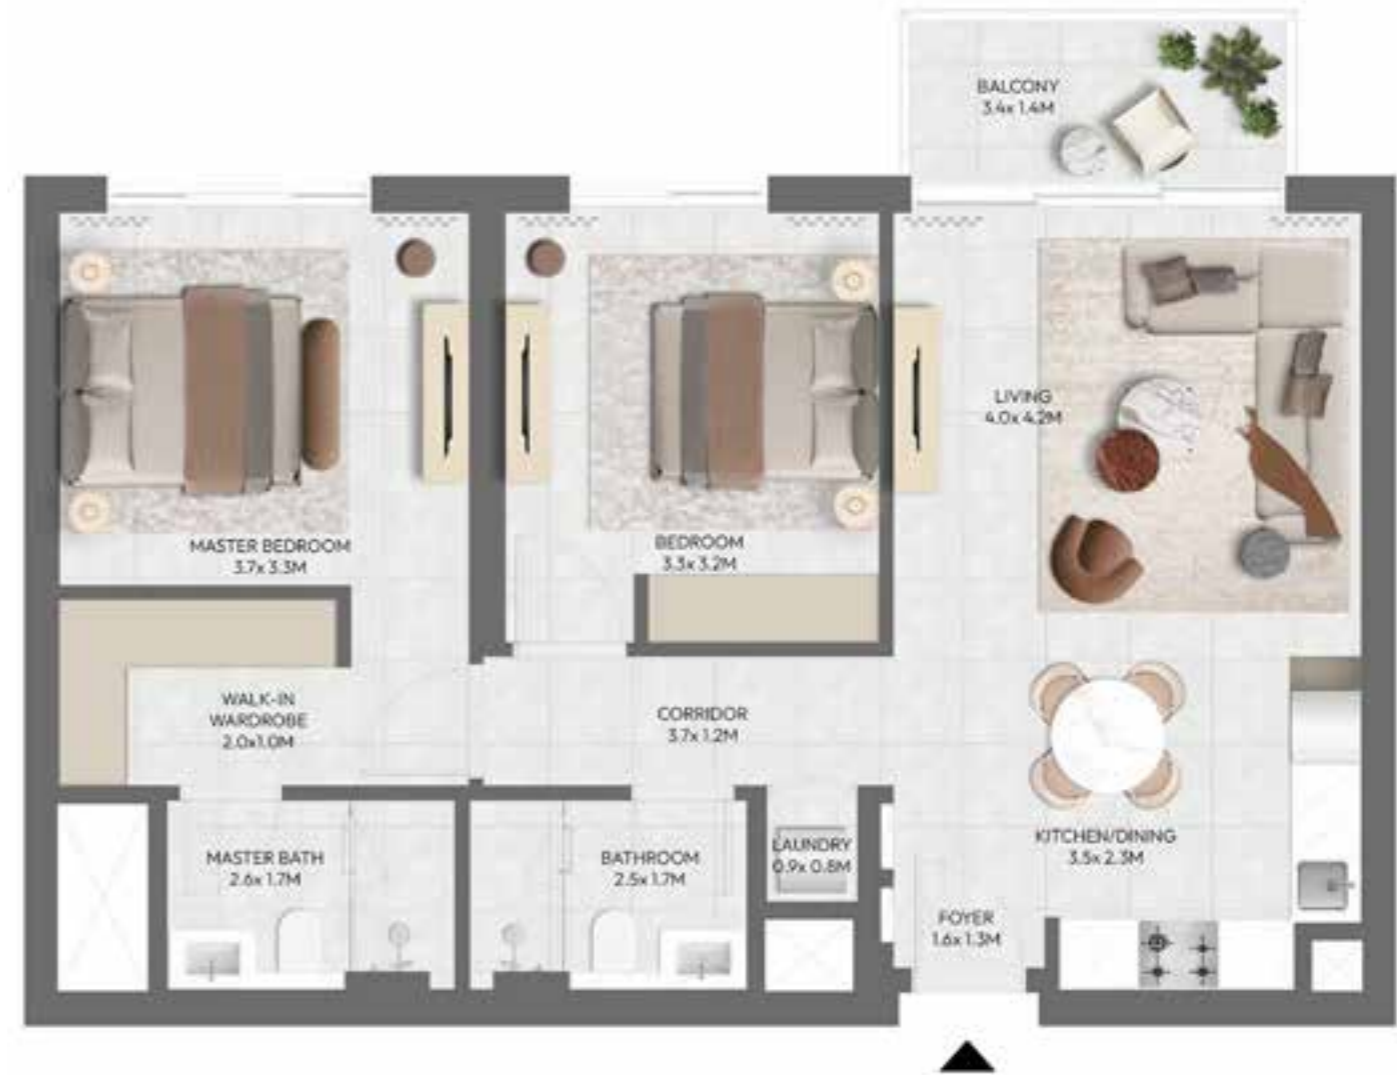 BALCONY
3.4x 1.4M
LIVING
4.0x 4.2M
MASTER BEDROOM
3.7x 3.3M
BEDROOM
3.3x 3.2M
WALK-IN
WARDROBE
2.0x1.0M
CORRIDOR
3.7x 1.2M
KITCHEN/DINING
3.5x 2.3M
MASTER BATH
2.6x 1.7M
BATHROOM
2.5x 1.7M
LAUNDRY
0.9x 0.8M
FOYER
1.6x 1.3M